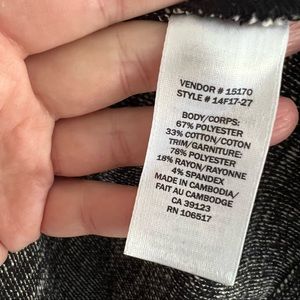 VENDOR # 15170
STYLE # 14F17-27
BODY/CORPS:
67% POLYESTER
33% COTTON/COTON
TRIM/GARNITURE:
78% POLYESTER
18% RAYON/RAYONNE
4% SPANDEX
MADE IN CAMBODIA/
FAIT AU CAMBODGE
CA 39123
RN 106517